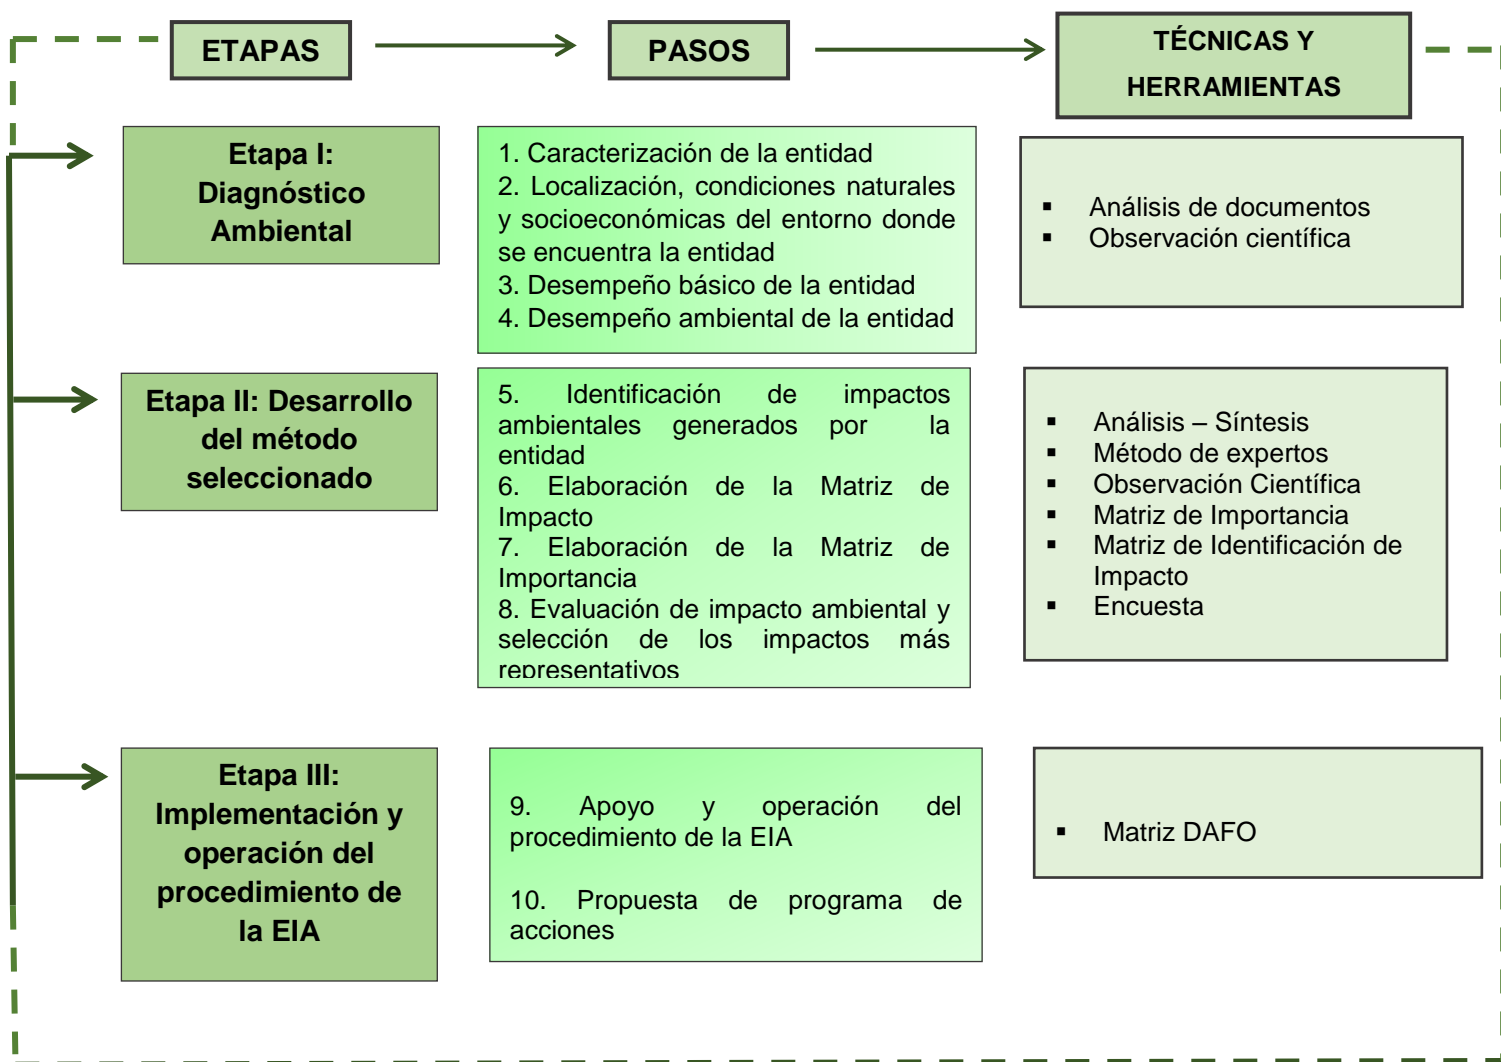 ETAPAS
PASOS
TÉCNICAS Y
HERRAMIENTAS
Etapa I:
Diagnóstico
Ambiental
1. Caracterización de la entidad
2. Localización, condiciones naturales
y socioeconómicas del entorno donde
se encuentra la entidad
3. Desempeño básico de la entidad
4. Desempeño ambiental de la entidad
▪ Análisis de documentos
▪ Observación científica
Etapa II: Desarrollo
del método
seleccionado
5. Identificación de impactos
ambientales generados por la
entidad
6. Elaboración de la Matriz de
Impacto
7. Elaboración de la Matriz de
Importancia
8. Evaluación de impacto ambiental y
selección de los impactos más
representativos
▪ Análisis – Síntesis
▪ Método de expertos
▪ Observación Científica
▪ Matriz de Importancia
▪ Matriz de Identificación de
Impacto
▪ Encuesta
Etapa III:
Implementación y
operación del
procedimiento de
la EIA
9. Apoyo y operación del
procedimiento de la EIA
10. Propuesta de programa de
acciones
▪ Matriz DAFO